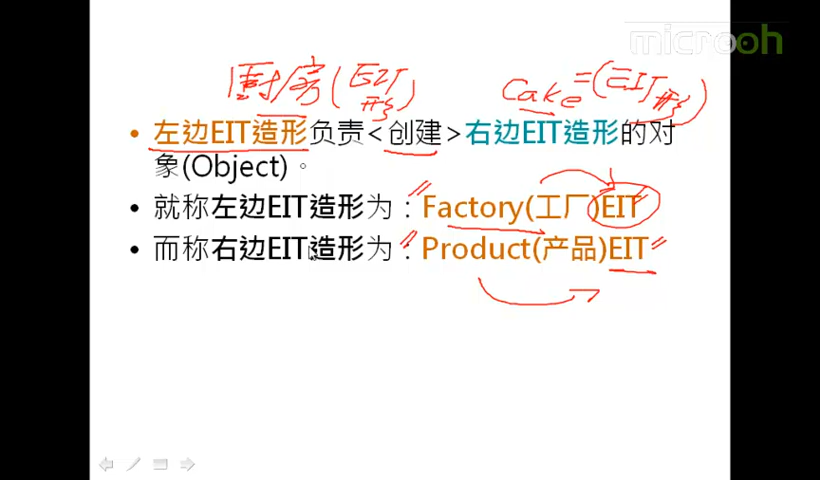 microoh
廚房(EIT形)
Cake=(EIT形)
• 左边EIT造形负责<创建>右边EIT造形的对
象(Object)。
• 就称左边EIT造形为："Factory(工厂)EIT"
• 而称右边EIT造形为："Product(产品)EIT"